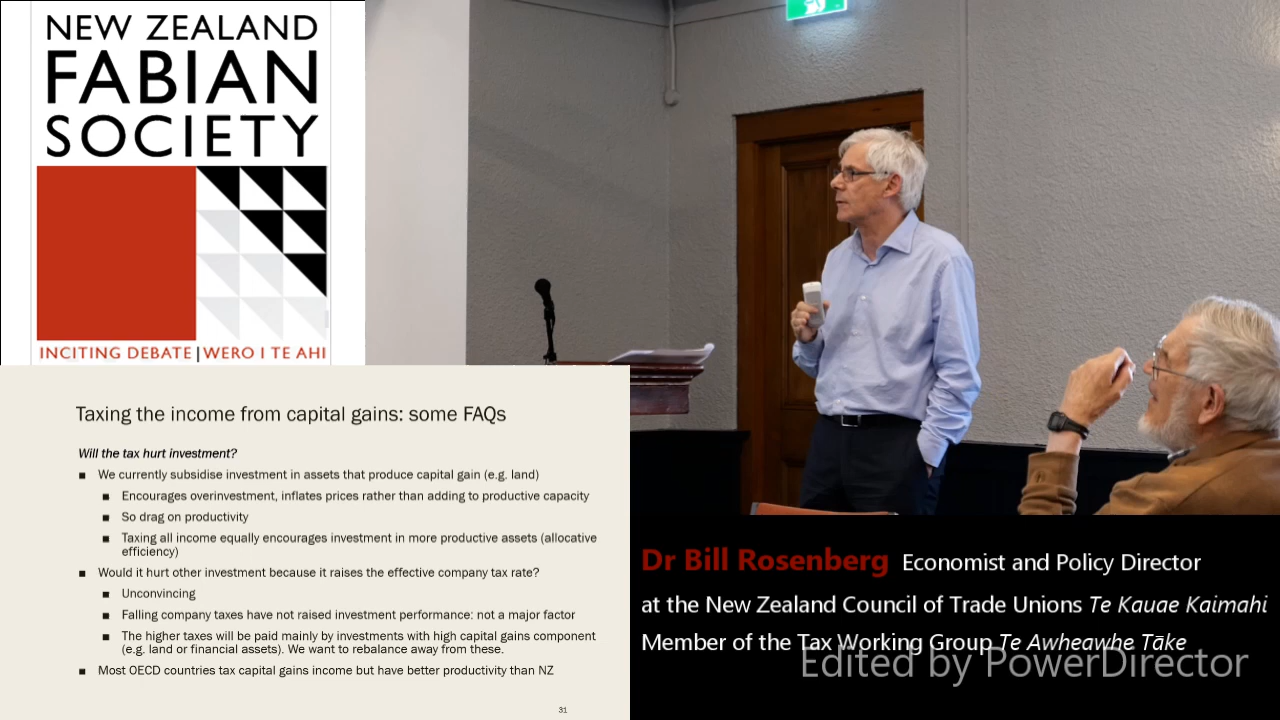 NEW ZEALAND
FABIAN
SOCIETY
INCITING DEBATE | WERO I TE AHI
Taxing the income from capital gains: some FAQs
Will the tax hurt investment?
■ We currently subsidise investment in assets that produce capital gain (e.g. land)
■ Encourages overinvestment, inflates prices rather than adding to productive capacity
■ So drag on productivity
■ Taxing all income equally encourages investment in more productive assets (allocative
efficiency)
■ Would it hurt other investment because it raises the effective company tax rate?
■ Unconvincing
■ Falling company taxes have not raised investment performance: not a major factor
■ The higher taxes will be paid mainly by investments with high capital gains component
(e.g. land or financial assets). We want to rebalance away from these.
■ Most OECD countries tax capital gains income but have better productivity than NZ
31
Dr Bill Rosenberg Economist and Policy Director
at the New Zealand Council of Trade Unions Te Kauae Kaimahi
Member of the Tax Working Group Te Awheawhe Tāke
Edited by PowerDirector